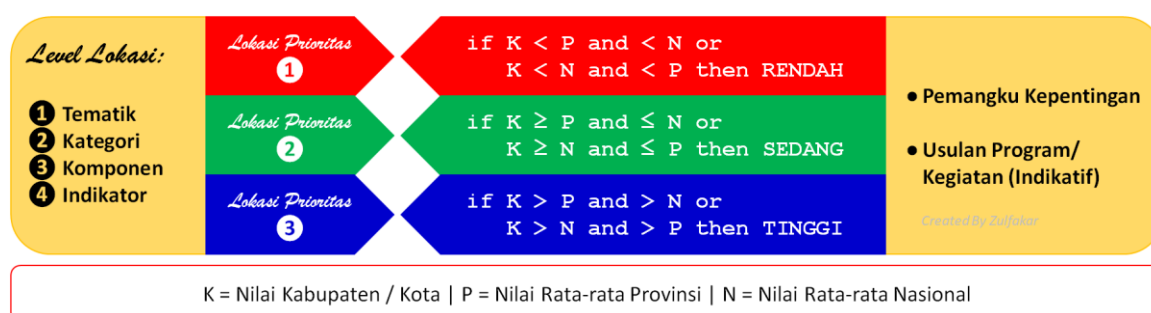 Level Lokasi:
1 Tematik
2 Kategori
3 Komponen
4 Indikator
Lokasi Prioritas
1
if K < P and < N or
K < N and < P then RENDAH
Lokasi Prioritas
2
if K ≥ P and ≤ N or
K ≥ N and ≤ P then SEDANG
Lokasi Prioritas
3
if K > P and > N or
K > N and > P then TINGGI
● Pemangku Kepentingan
● Usulan Program/
Kegiatan (Indikatif)
Created By Zulfakar
K = Nilai Kabupaten / Kota | P = Nilai Rata-rata Provinsi | N = Nilai Rata-rata Nasional